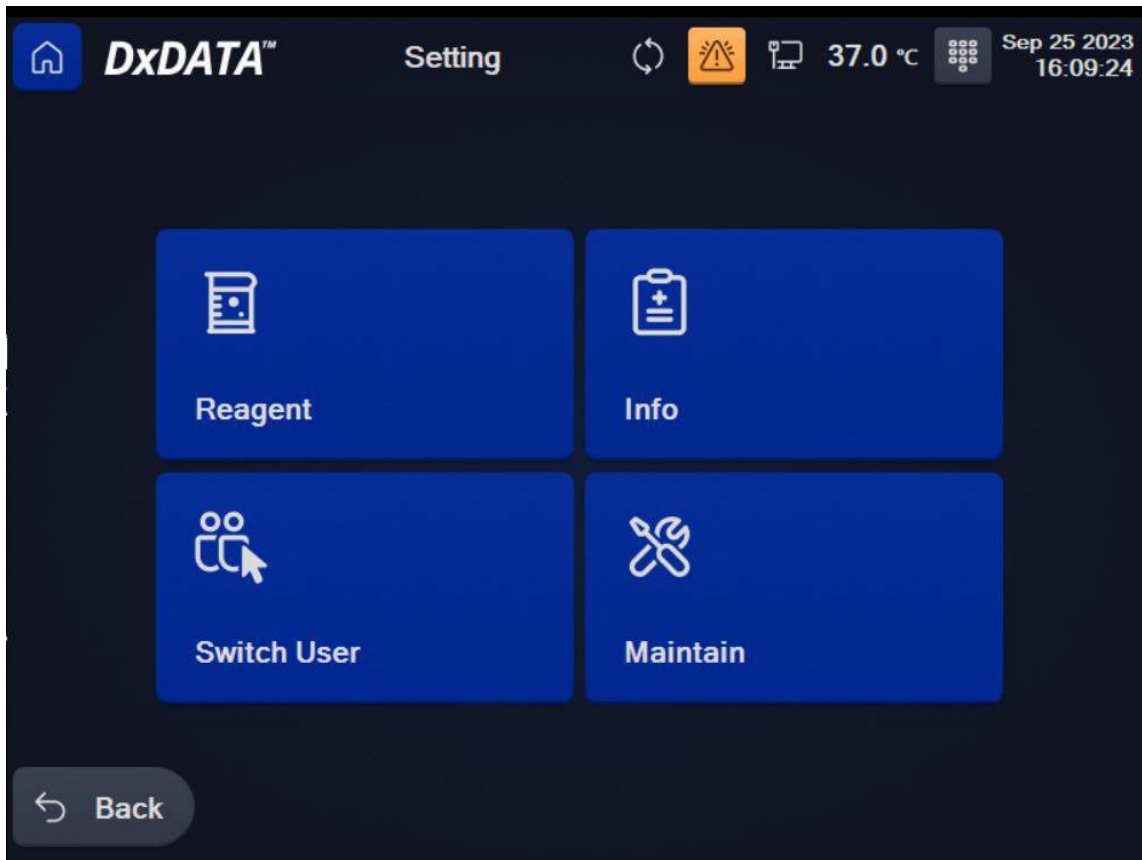 DxDATA™
Setting
37.0 ℃
Sep 25 2023
16:09:24
Reagent
Info
Switch User
Maintain
Back